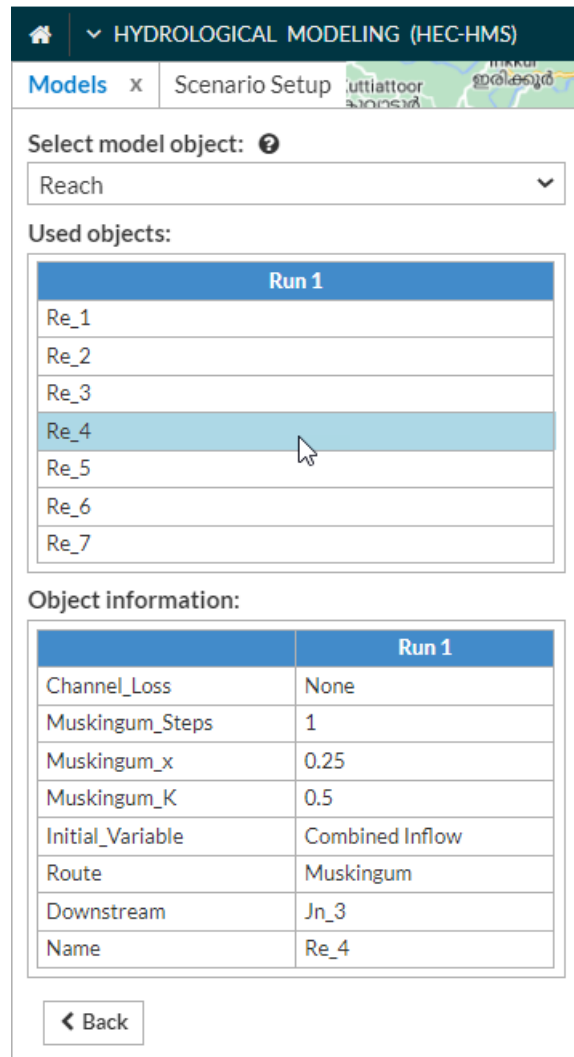 HYDROLOGICAL MODELING (HEC-HMS)
Models x Scenario Setup
uttiattoor
ഇരിക്കൂർ
Select model object:
Reach
Used objects:
Run 1
Re_1
Re_2
Re_3
Re_4
Re_5
Re_6
Re_7
Object information:
Run 1
Channel_Loss None
Muskingum_Steps 1
Muskingum_x 0.25
Muskingum_K 0.5
Initial_Variable Combined Inflow
Route Muskingum
Downstream Jn_3
Name Re_4
Back